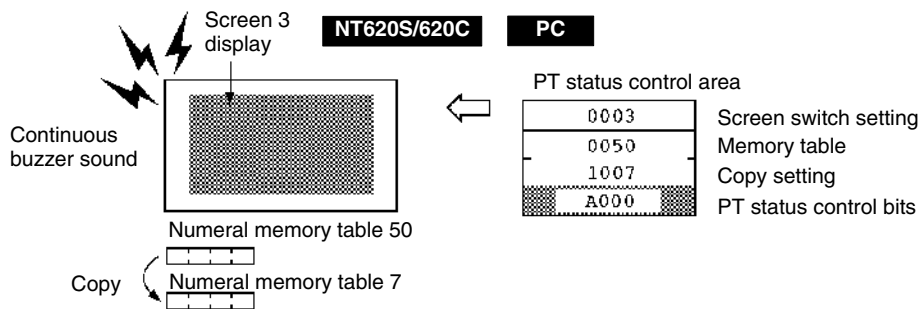 Screen 3
display
NT620S/620C
PC
PT status control area
Continuous
buzzer sound
0003
Screen switch setting
0050
Memory table
1007
Copy setting
A000
PT status control bits
Numeral memory table 50
Copy
Numeral memory table 7